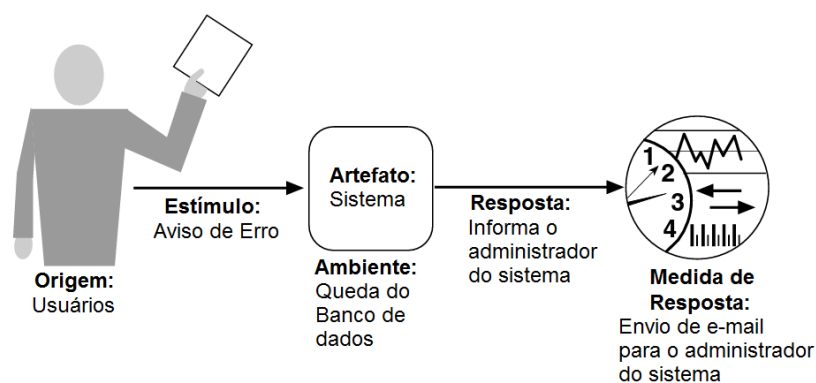 Origem:
Usuários
Estímulo:
Aviso de Erro
Artefato:
Sistema
Ambiente:
Queda do
Banco de
dados
Resposta:
Informa o
administrador
do sistema
1
2
3
4
Medida de
Resposta:
Envio de e-mail
para o administrador
do sistema